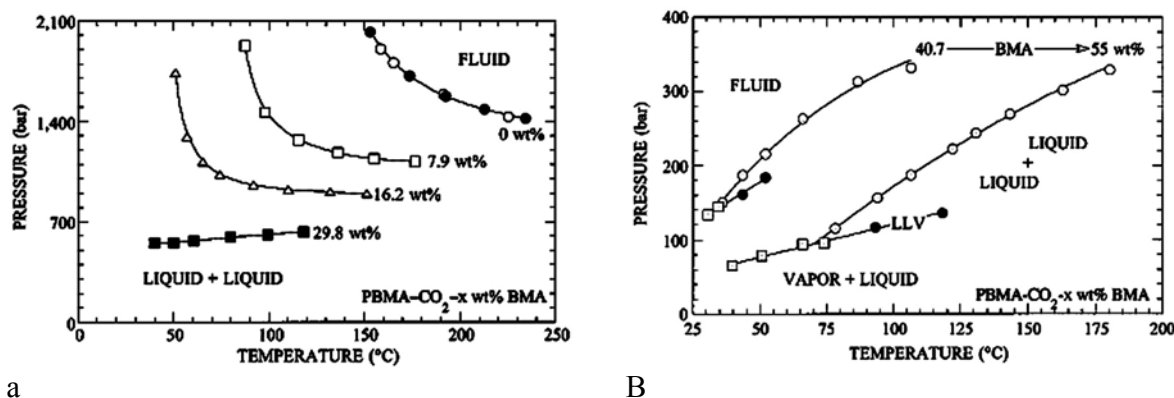 2,100
1,400
700
0
PRESSURE (bar)
FLUID
0 wt%
7.9 wt%
16.2 wt%
29.8 wt%
LIQUID + LIQUID
PBMA-CO2-x wt% BMA
0 50 100 150 200 250
TEMPERATURE (°C)
a
400
300
200
100
0
PRESSURE (bar)
40.7 BMA 55 wt%
FLUID
LIQUID
+
LIQUID
LLV
VAPOR + LIQUID
PBMA-CO2-x wt% BMA
25 50 75 100 125 150 175 200
TEMPERATURE (°C)
B